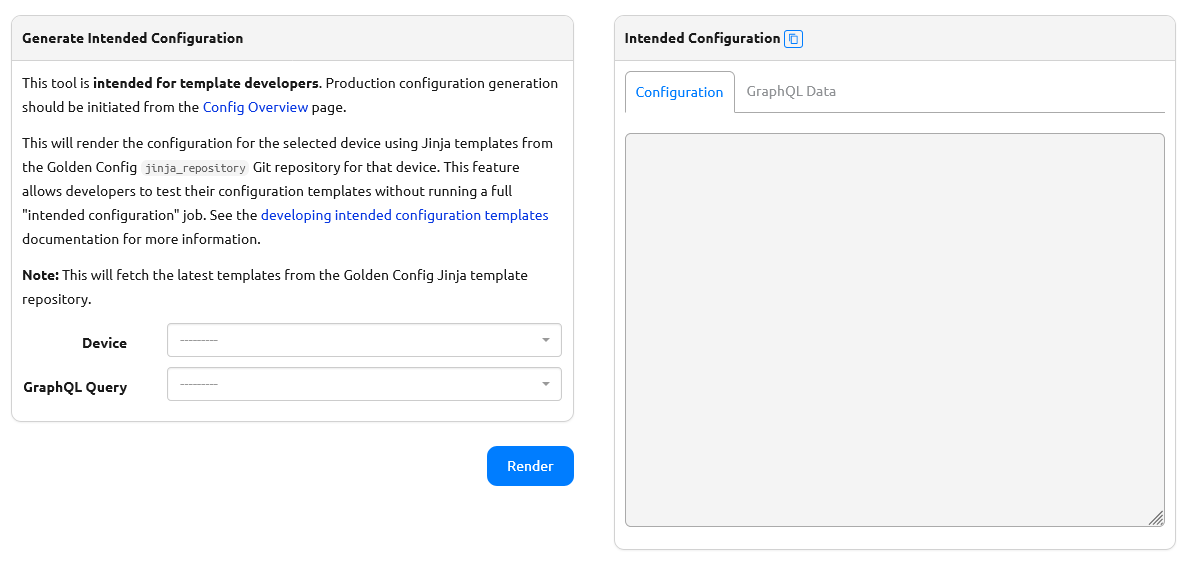 Generate Intended Configuration
This tool is intended for template developers. Production configuration generation
should be initiated from the Config Overview page.
This will render the configuration for the selected device using Jinja templates from
the Golden Config jinja_repository Git repository for that device. This feature
allows developers to test their configuration templates without running a full
"intended configuration" job. See the developing intended configuration templates
documentation for more information.
Note: This will fetch the latest templates from the Golden Config Jinja template
repository.
Device ---------
GraphQL Query ---------
Render
Intended Configuration
Configuration GraphQL Data